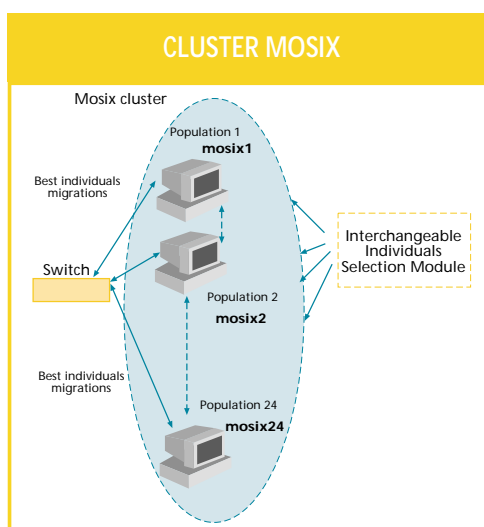 CLUSTER MOSIX
Mosix cluster
Population 1
mosix1
Best individuals
migrations
Interchangeable
Individuals
Selection Module
Switch
Population 2
mosix2
Best individuals
migrations
Population 24
mosix24